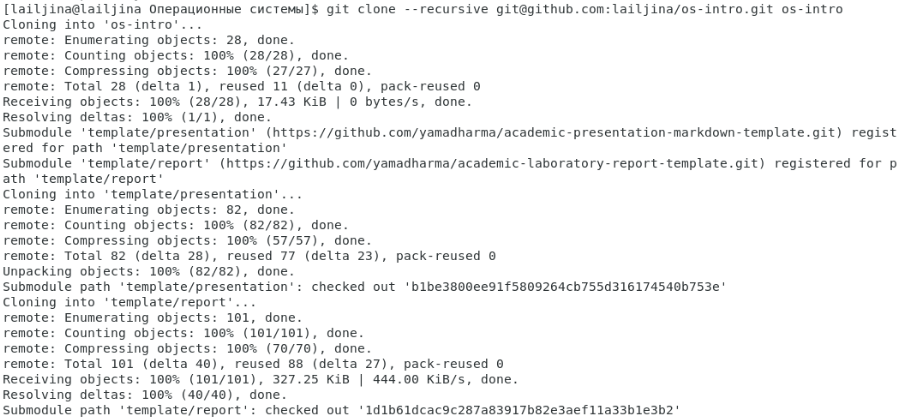 [lailjina@lailjina Операционные системы]$ git clone --recursive git@github.com:lailjina/os-intro.git os-intro
Cloning into 'os-intro'...
remote: Enumerating objects: 28, done.
remote: Counting objects: 100% (28/28), done.
remote: Compressing objects: 100% (27/27), done.
remote: Total 28 (delta 1), reused 11 (delta 0), pack-reused 0
Receiving objects: 100% (28/28), 17.43 KiB | 0 bytes/s, done.
Resolving deltas: 100% (1/1), done.
Submodule 'template/presentation' (https://github.com/yamadharma/academic-presentation-markdown-template.git) regist
ered for path 'template/presentation'
Submodule 'template/report' (https://github.com/yamadharma/academic-laboratory-report-template.git) registered for p
ath 'template/report'
Cloning into 'template/presentation'...
remote: Enumerating objects: 82, done.
remote: Counting objects: 100% (82/82), done.
remote: Compressing objects: 100% (57/57), done.
remote: Total 82 (delta 28), reused 77 (delta 23), pack-reused 0
Unpacking objects: 100% (82/82), done.
Submodule path 'template/presentation': checked out 'b1be3800ee91f5809264cb755d316174540b753e'
Cloning into 'template/report'...
remote: Enumerating objects: 101, done.
remote: Counting objects: 100% (101/101), done.
remote: Compressing objects: 100% (70/70), done.
remote: Total 101 (delta 40), reused 88 (delta 27), pack-reused 0
Receiving objects: 100% (101/101), 327.25 KiB | 444.00 KiB/s, done.
Resolving deltas: 100% (40/40), done.
Submodule path 'template/report': checked out '1d1b61dcac9c287a83917b82e3aef11a33b1e3b2'